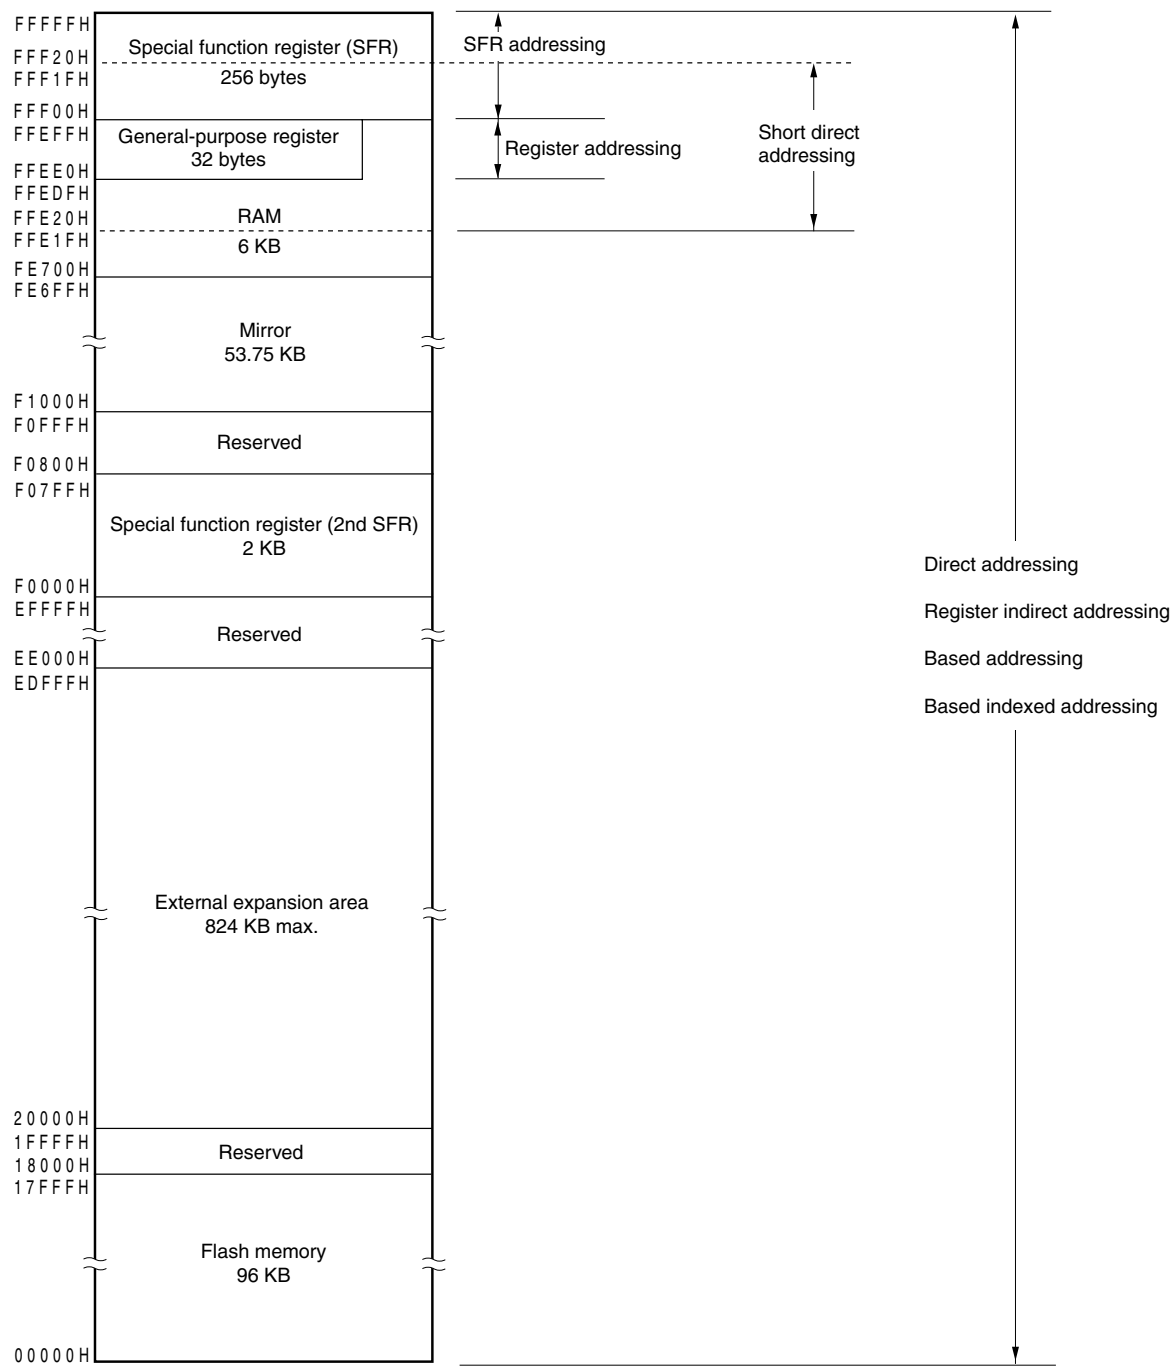 FFFFFH
Special function register (SFR)
256 bytes
SFR addressing
FFF20H
FFF1FH
FFF00H
FFEFFH
General-purpose register
32 bytes
Register addressing
Short direct
addressing
FFEE0H
FFEDFH
FFE20H
RAM
6 KB
FFE1FH
FE700H
FE6FFH
Mirror
53.75 KB
F1000H
F0FFFH
Reserved
F0800H
F07FFH
Special function register (2nd SFR)
2 KB
F0000H
EFFFFH
Reserved
EE000H
EDFFFH
Direct addressing
Register indirect addressing
Based addressing
Based indexed addressing
External expansion area
824 KB max.
20000H
1FFFFH
Reserved
18000H
17FFFH
Flash memory
96 KB
00000H